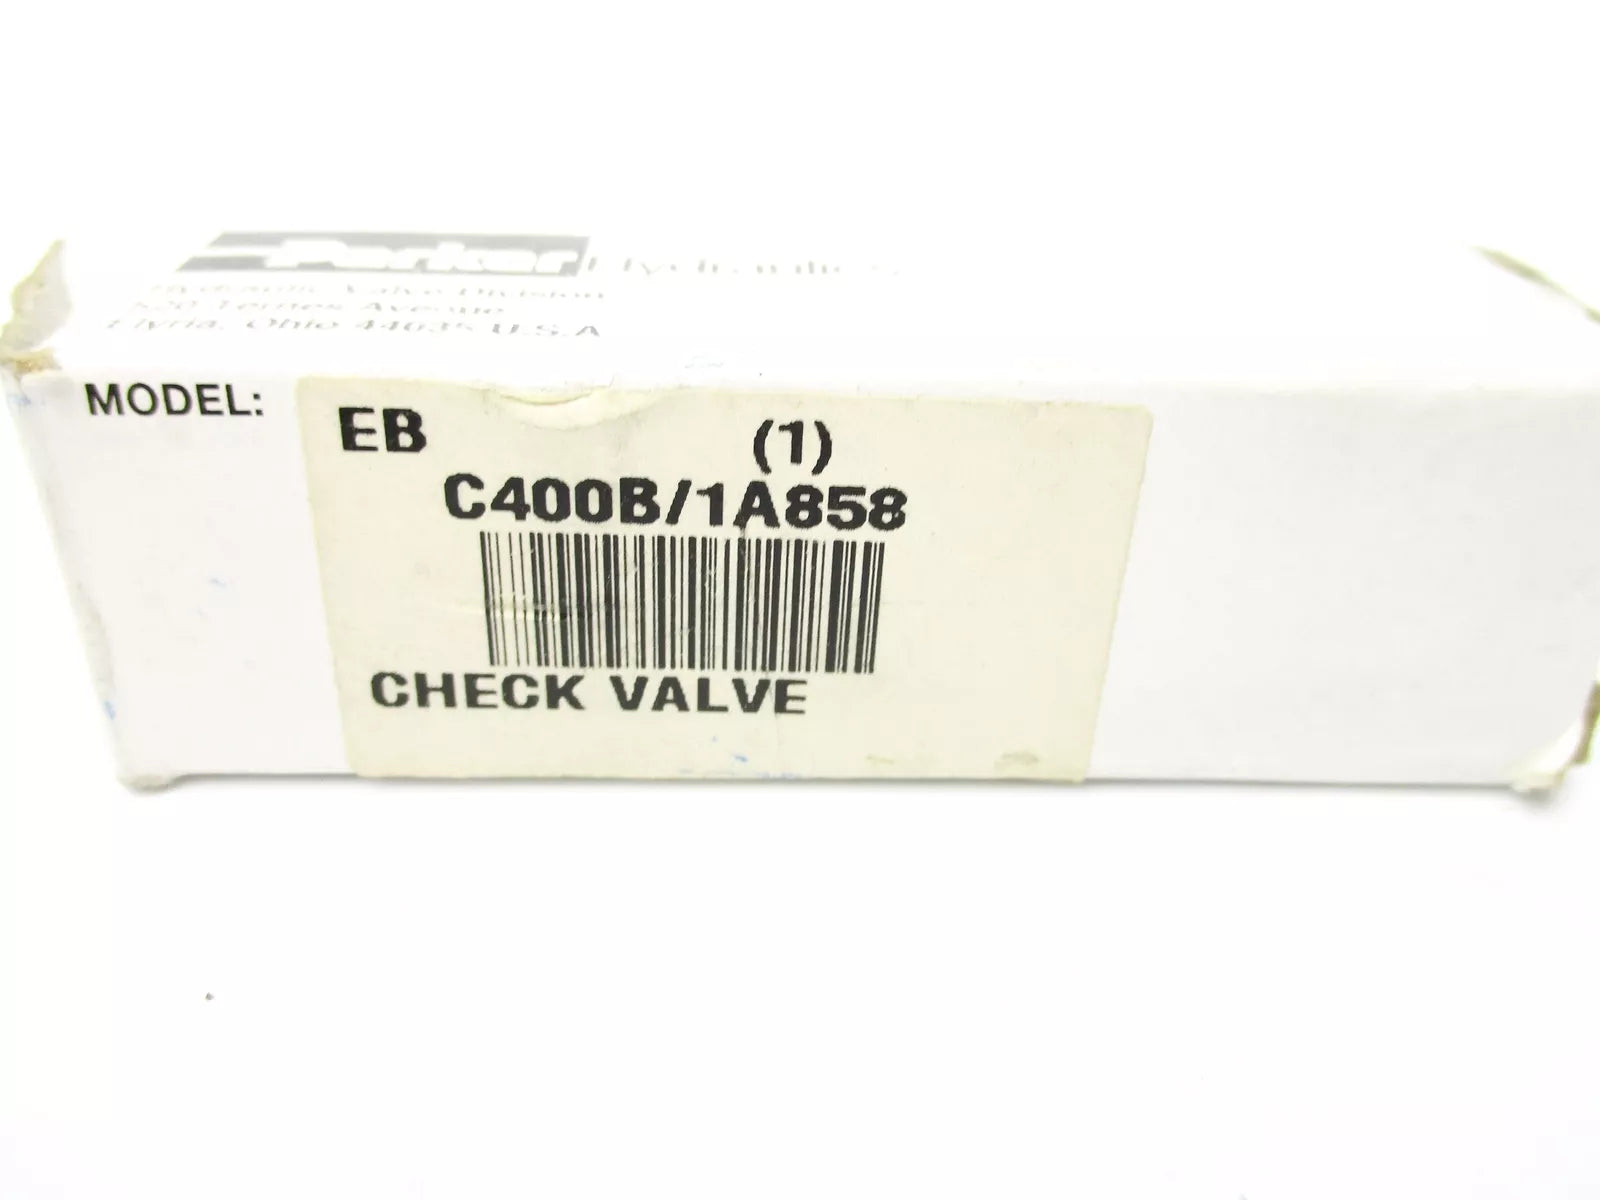 Parker Hydraulics
Hydraulic Valve Division
520 Ternes Avenue
Elyria, Ohio 44035 U.S.A
MODEL:
EB
(1)
C400B/1A858
CHECK VALVE